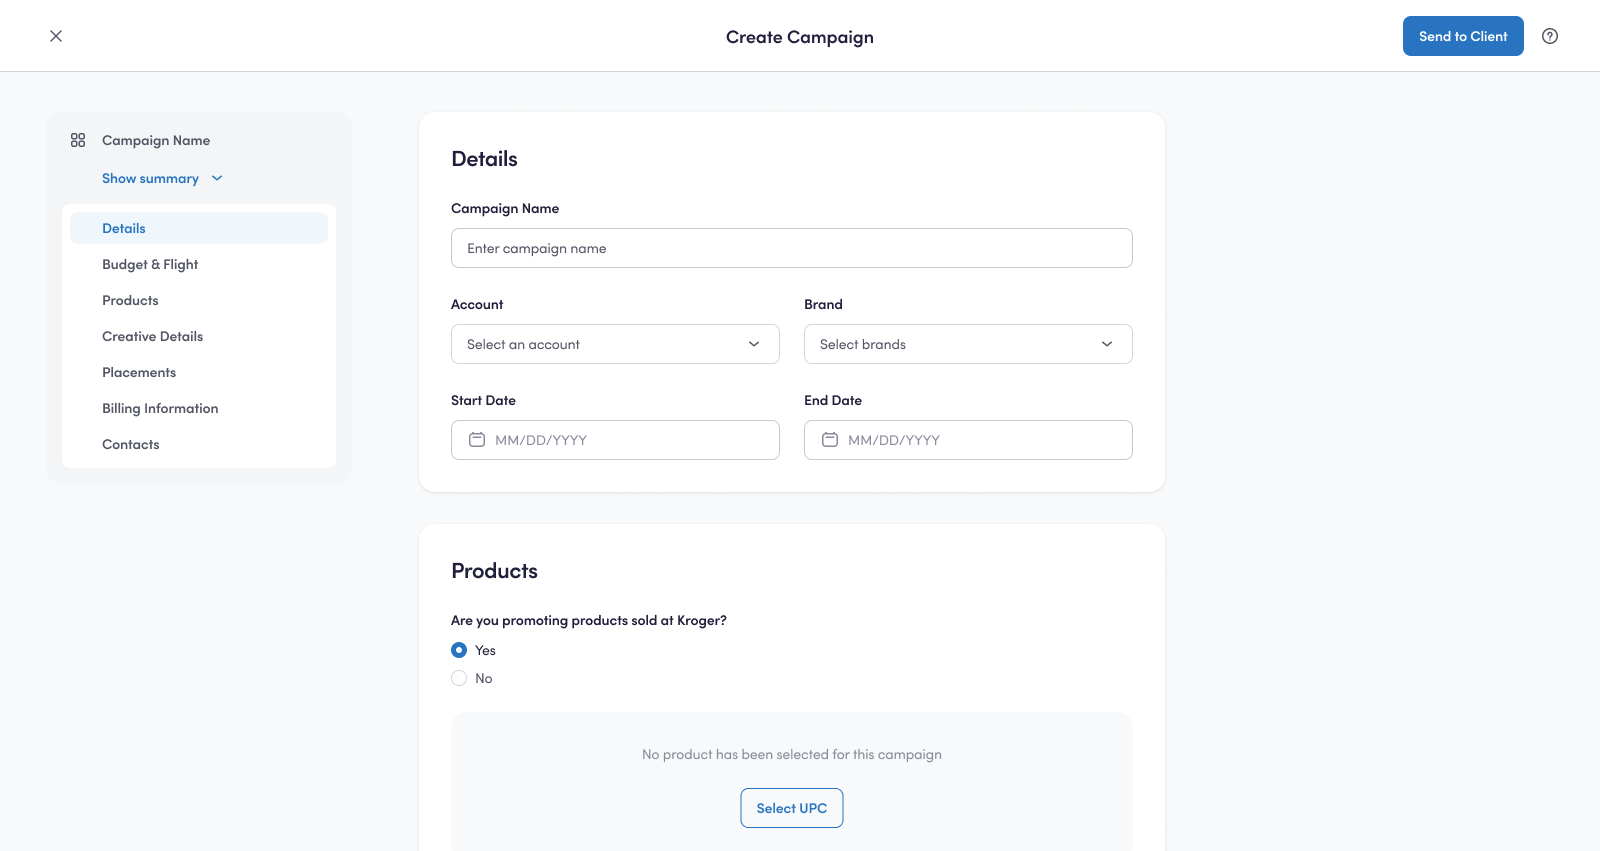 Create Campaign
Send to Client
Campaign Name
Show summary
Details
Budget & Flight
Products
Creative Details
Placements
Billing Information
Contacts
Details
Campaign Name
Enter campaign name
Account
Brand
Select an account
Select brands
Start Date
End Date
MM/DD/YYYY
MM/DD/YYYY
Products
Are you promoting products sold at Kroger?
Yes
No
No product has been selected for this campaign
Select UPC